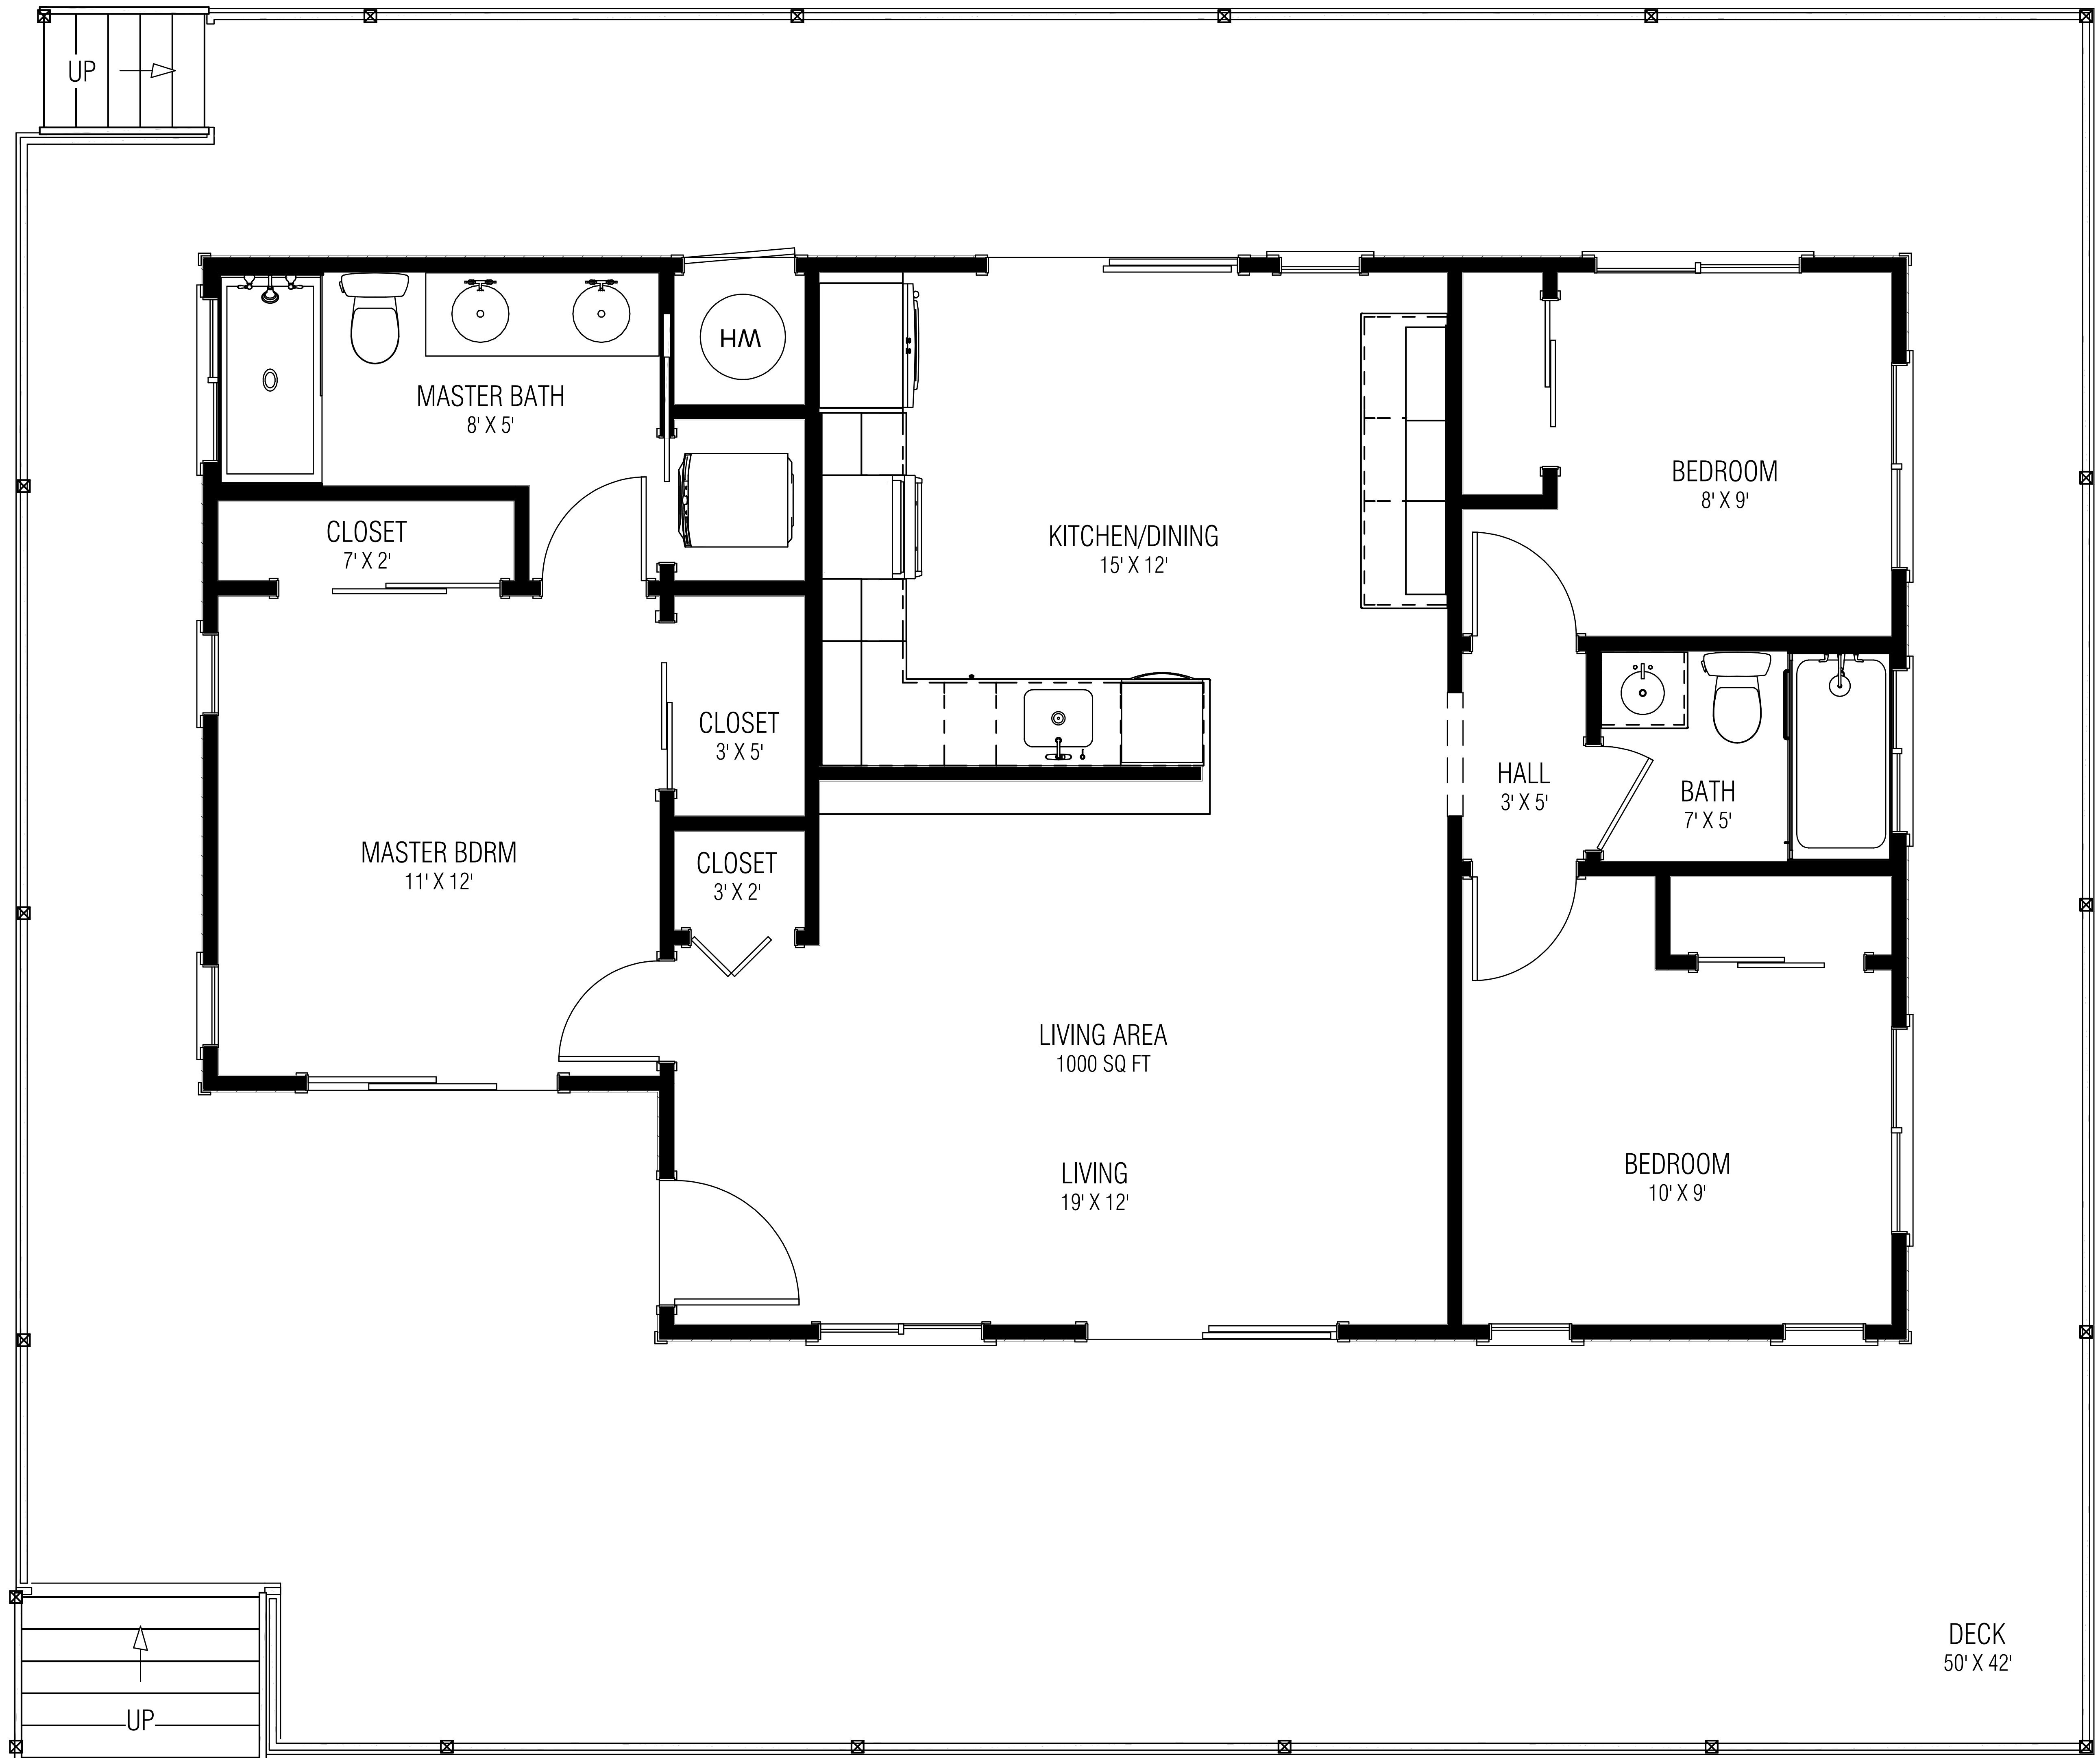 UP
WH
MASTER BATH
8' X 5'
CLOSET
7' X 2'
KITCHEN/DINING
15' X 12'
BEDROOM
8' X 9'
CLOSET
3' X 5'
HALL
3' X 5'
BATH
7' X 5'
MASTER BDRM
11' X 12'
CLOSET
3' X 2'
LIVING AREA
1000 SQ FT
LIVING
19' X 12'
BEDROOM
10' X 9'
DECK
50' X 42'
UP